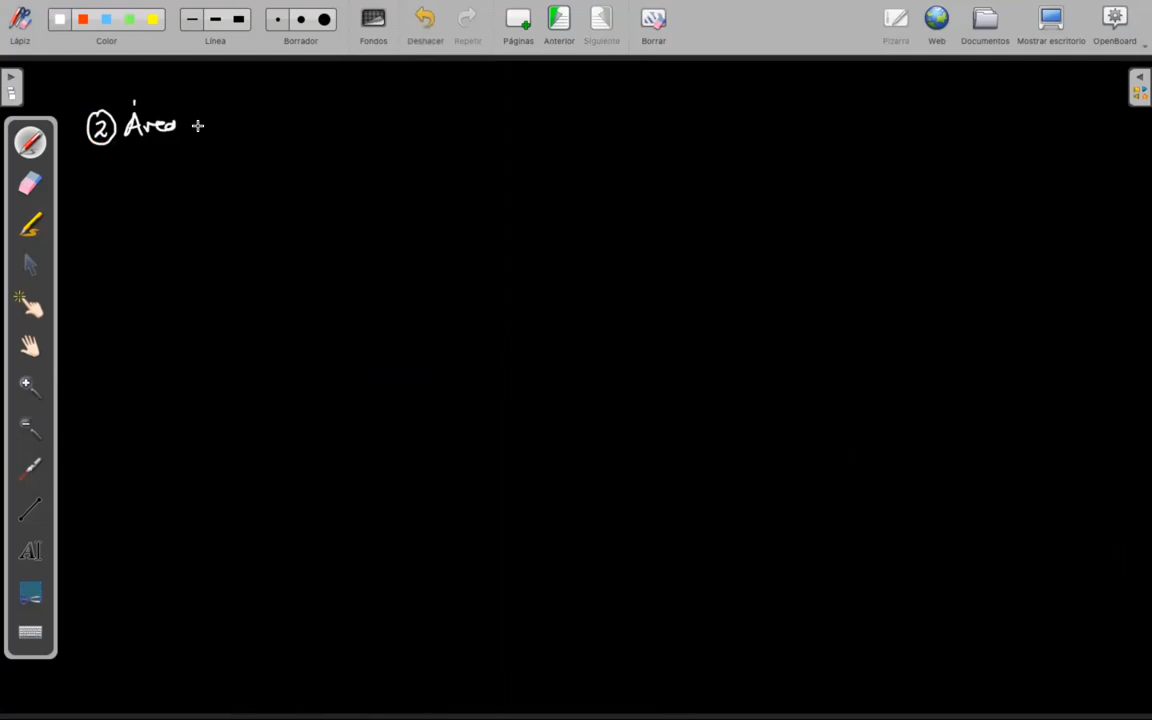 Lápiz Color Línea Borrador Fondos Deshacer Repetir Páginas Anterior Siguiente Borrar Pizarra Web Documentos Mostrar escritorio OpenBoard
② Área
AI